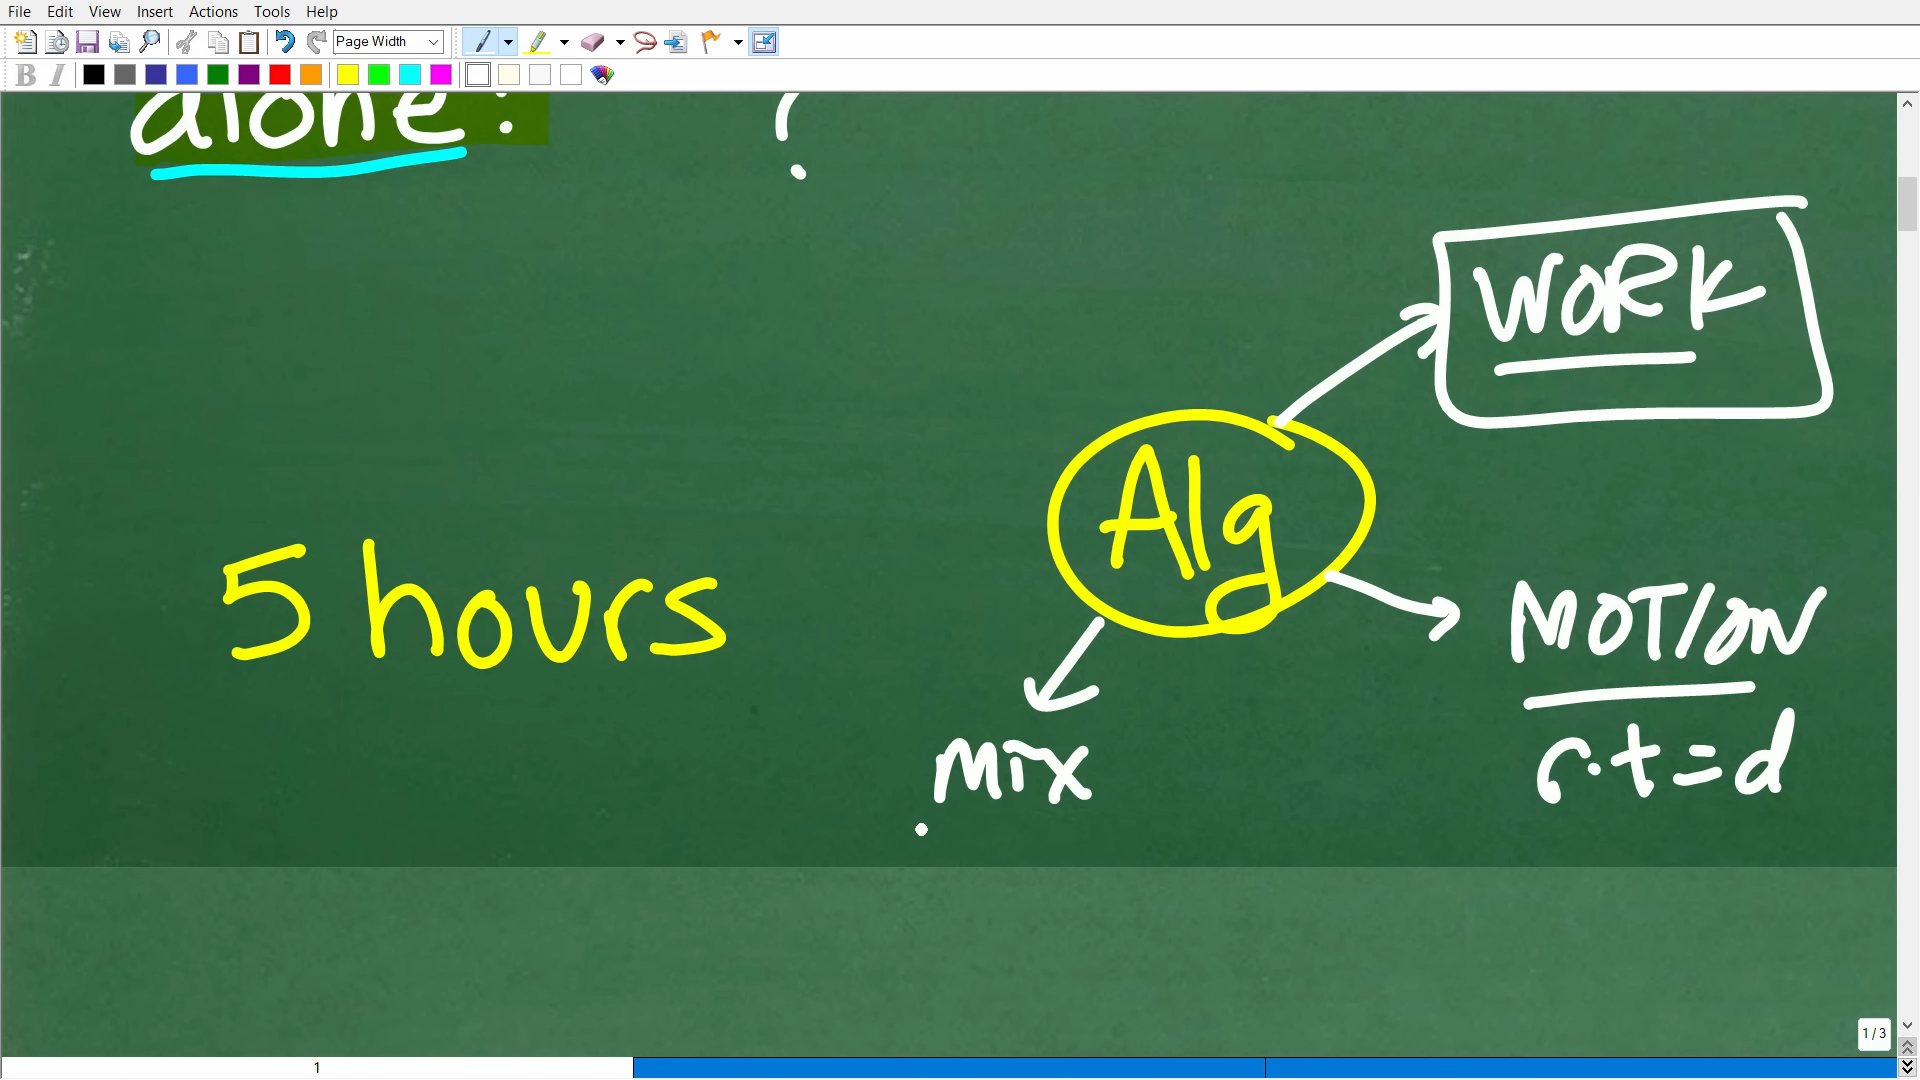 File Edit View Insert Actions Tools Help
Page Width
B I
alone?
?
WORK
Alg
5 hours
MOTION
mix
r·t=d
1 / 3
1